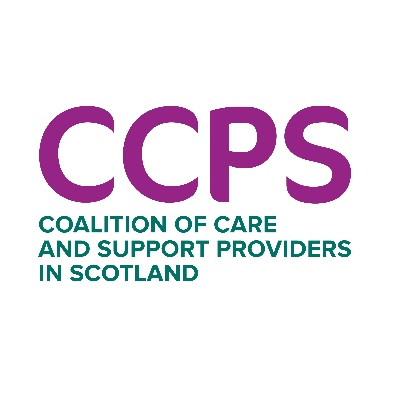 CCPS
COALITION OF CARE
AND SUPPORT PROVIDERS
IN SCOTLAND